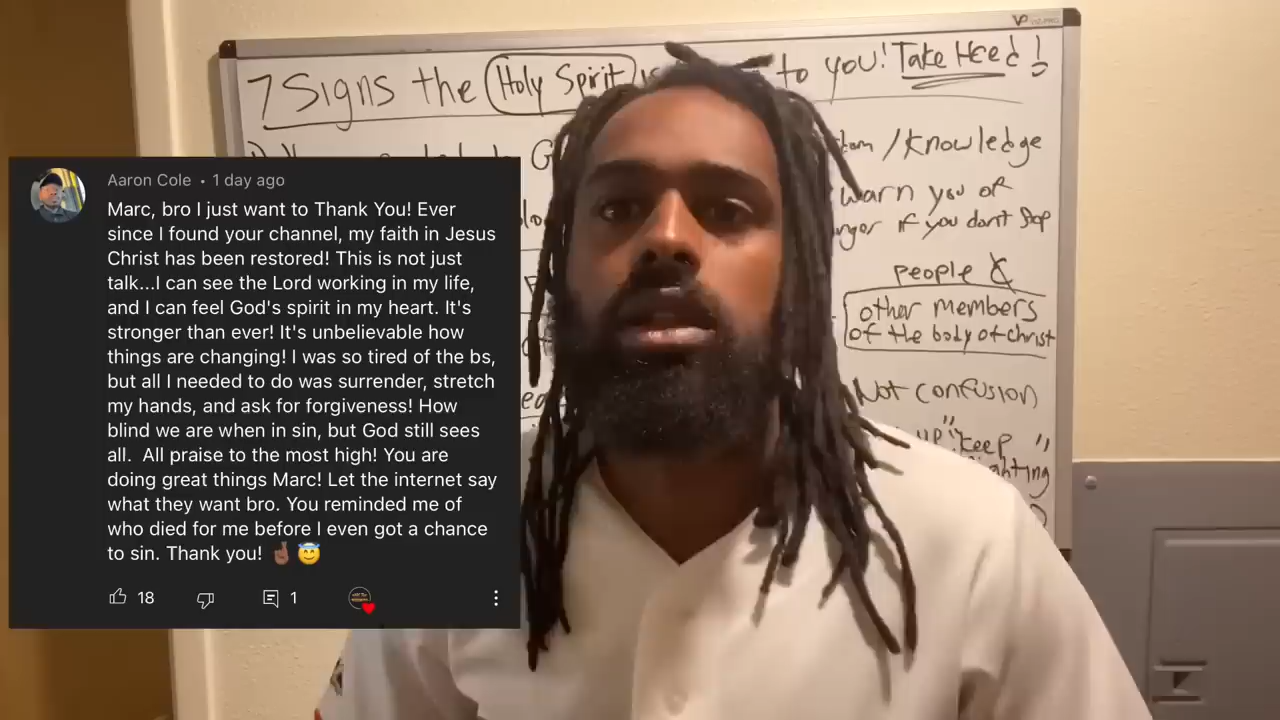 7 Signs the Holy Spirit is to you! Take Heed!
/Knowledge
warn you of
if you dont stop
people &
other members
of the body of christ
Not confusion
UP "keep"
Aaron Cole · 1 day ago
Marc, bro I just want to Thank You! Ever
since I found your channel, my faith in Jesus
Christ has been restored! This is not just
talk...I can see the Lord working in my life,
and I can feel God's spirit in my heart. It's
stronger than ever! It's unbelievable how
things are changing! I was so tired of the bs,
but all I needed to do was surrender, stretch
my hands, and ask for forgiveness! How
blind we are when in sin, but God still sees
all.  All praise to the most high! You are
doing great things Marc! Let the internet say
what they want bro. You reminded me of
who died for me before I even got a chance
to sin. Thank you! 🤞🏾😇
18
1